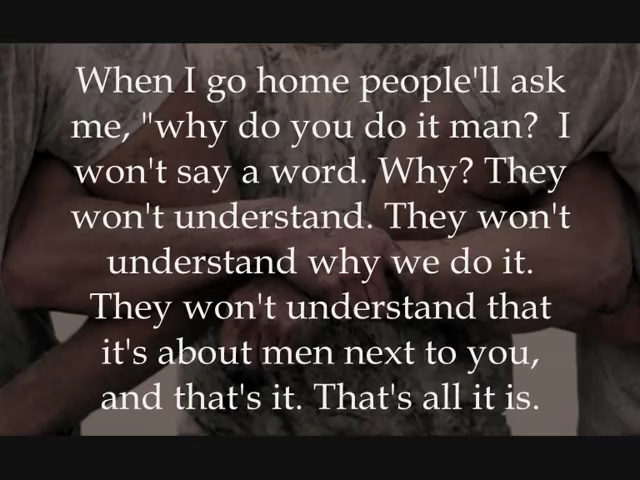 When I go home people'll ask
me, "why do you do it man?  I
won't say a word. Why? They
won't understand. They won't
understand why we do it.
They won't understand that
it's about men next to you,
and that's it. That's all it is.